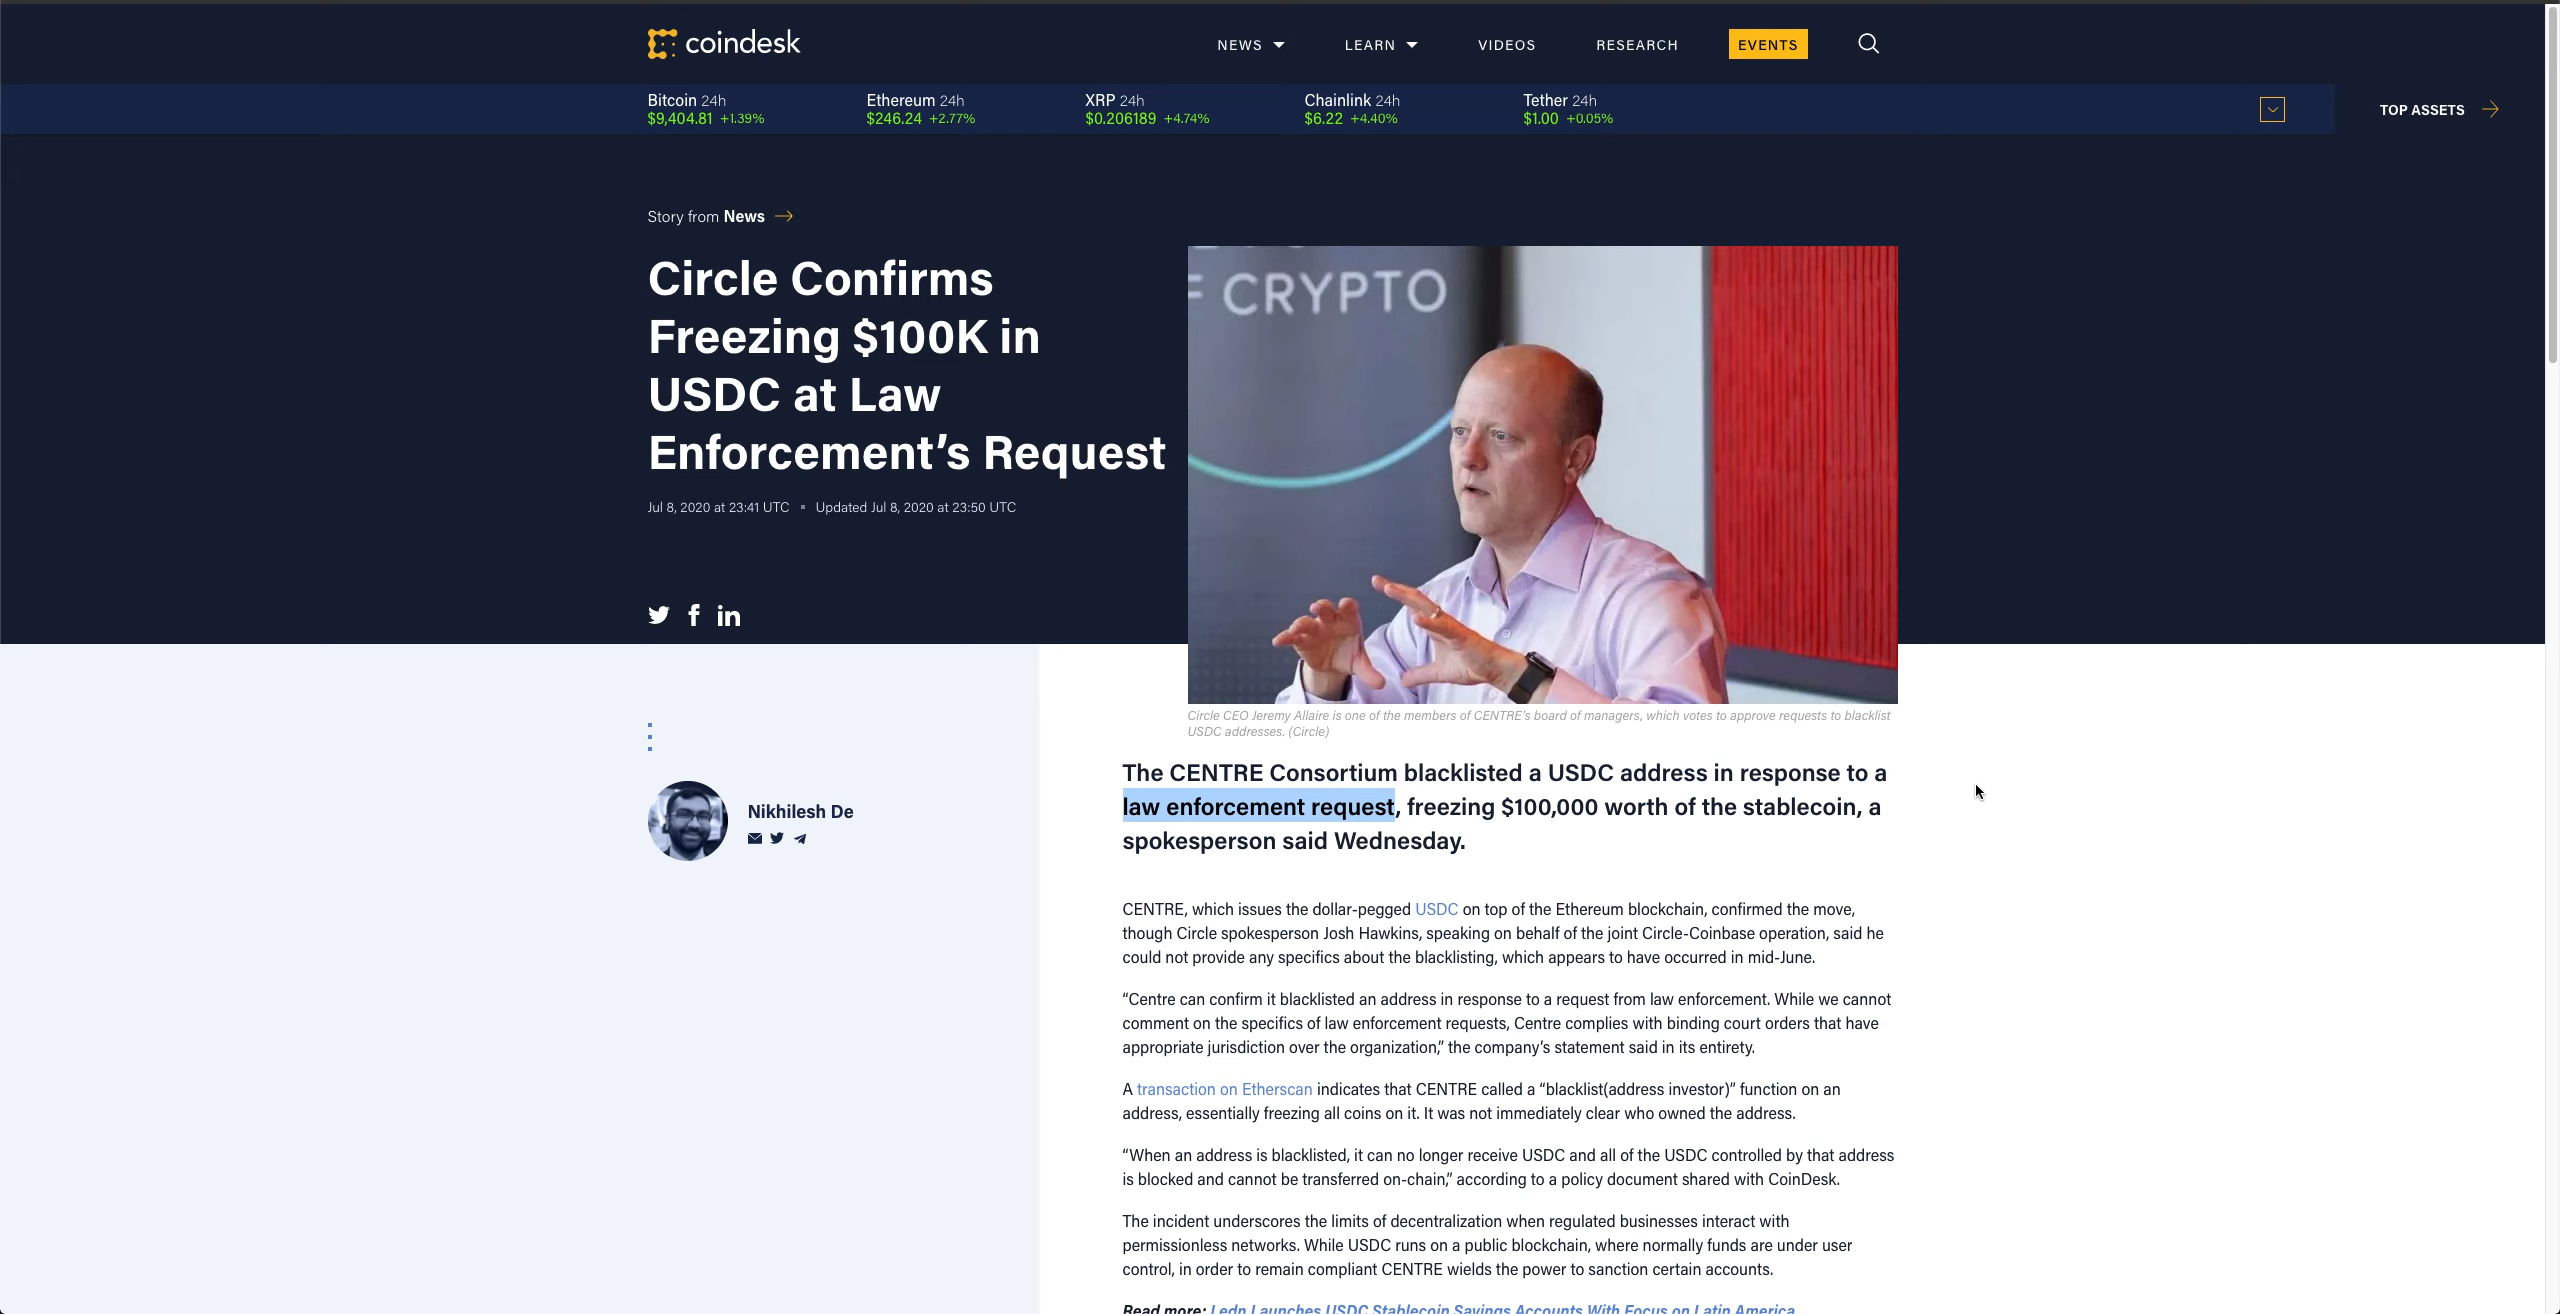 coindesk
NEWS
LEARN
VIDEOS
RESEARCH
EVENTS
Bitcoin 24h
$9,404.81 +1.39%
Ethereum 24h
$246.24 +2.77%
XRP 24h
$0.206189 +4.74%
Chainlink 24h
$6.22 +4.40%
Tether 24h
$1.00 +0.05%
TOP ASSETS
Story from News
Circle Confirms
Freezing $100K in
USDC at Law
Enforcement’s Request
Jul 8, 2020 at 23:41 UTC ▪ Updated Jul 8, 2020 at 23:50 UTC
F CRYPTO
Circle CEO Jeremy Allaire is one of the members of CENTRE's board of managers, which votes to approve requests to blacklist
USDC addresses. (Circle)
Nikhilesh De
The CENTRE Consortium blacklisted a USDC address in response to a
law enforcement request, freezing $100,000 worth of the stablecoin, a
spokesperson said Wednesday.
CENTRE, which issues the dollar-pegged USDC on top of the Ethereum blockchain, confirmed the move,
though Circle spokesperson Josh Hawkins, speaking on behalf of the joint Circle-Coinbase operation, said he
could not provide any specifics about the blacklisting, which appears to have occurred in mid-June.
“Centre can confirm it blacklisted an address in response to a request from law enforcement. While we cannot
comment on the specifics of law enforcement requests, Centre complies with binding court orders that have
appropriate jurisdiction over the organization,” the company’s statement said in its entirety.
A transaction on Etherscan indicates that CENTRE called a “blacklist(address investor)” function on an
address, essentially freezing all coins on it. It was not immediately clear who owned the address.
“When an address is blacklisted, it can no longer receive USDC and all of the USDC controlled by that address
is blocked and cannot be transferred on-chain,” according to a policy document shared with CoinDesk.
The incident underscores the limits of decentralization when regulated businesses interact with
permissionless networks. While USDC runs on a public blockchain, where normally funds are under user
control, in order to remain compliant CENTRE wields the power to sanction certain accounts.
Read more: Ledn Launches USDC Stablecoin Savings Accounts With Focus on Latin America